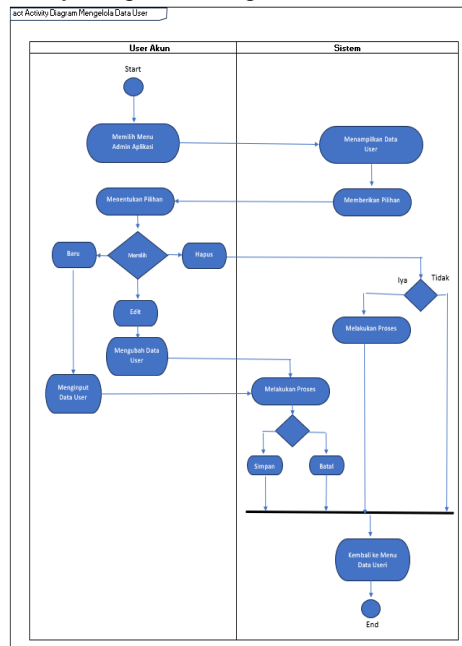 act Activity Diagram Mengelola Data User
User Akun
Sistem
Start
Memilih Menu
Admin Aplikasi
Menampilkan Data
User
Menentukan Pilihan
Memberikan Pilihan
Baru
Memilih
Hapus
Iya
Tidak
Edit
Melakukan Proses
Mengubah Data
User
Menginput
Data User
Melakukan Proses
Simpan
Batal
Kembali ke Menu
Data Useri
End